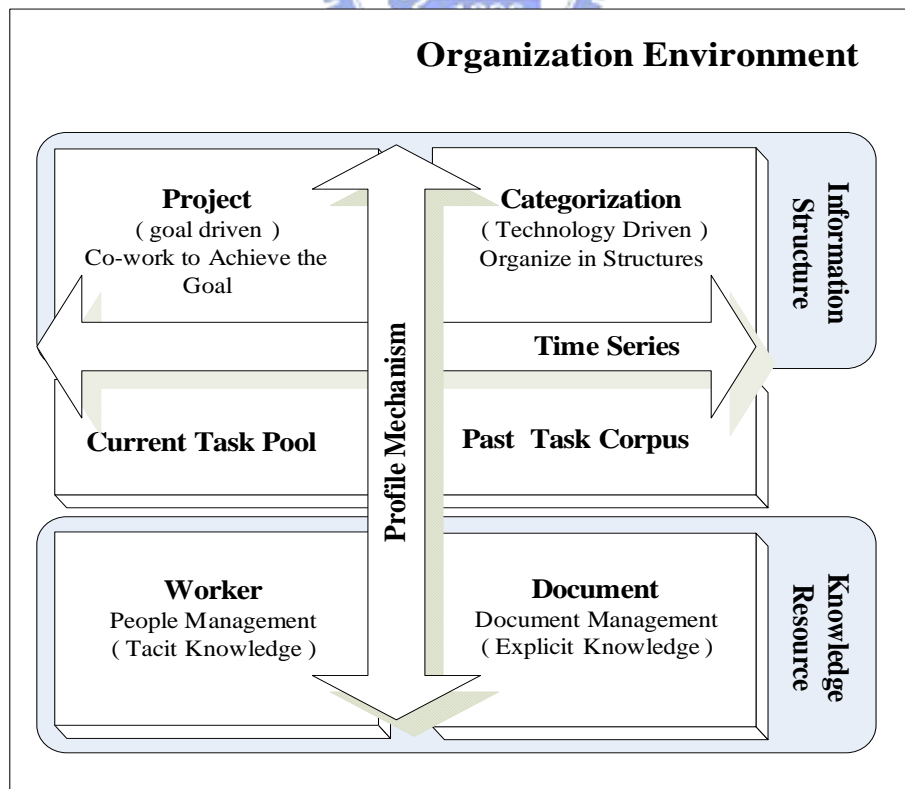 Organization Environment
Project
( goal driven )
Co-work to Achieve the
Goal
Categorization
( Technology Driven )
Organize in Structures
Information
Structure
Time Series
Profile Mechanism
Current Task Pool
Past Task Corpus
Worker
People Management
( Tacit Knowledge )
Document
Document Management
( Explicit Knowledge )
Knowledge
Resource